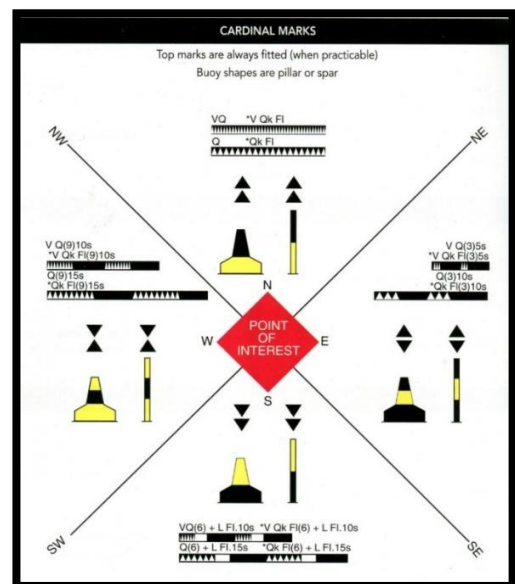 CARDINAL MARKS
Top marks are always fitted (when practicable)
Buoy shapes are pillar or spar
VQ *V Qk Fl
Q *Qk Fl
NW
NE
V Q(9)10s
*V Qk Fl(9)10s
Q(9)15s
*Qk Fl(9)15s
V Q(3)5s
*V Qk Fl(3)5s
Q(3)10s
*Qk Fl(3)10s
N
W
POINT
OF
INTEREST
E
S
SW
SE
VQ(6) + L Fl.10s *V Qk Fl(6) + L Fl.10s
Q(6) + L Fl.15s *Qk Fl(6) + L Fl.15s